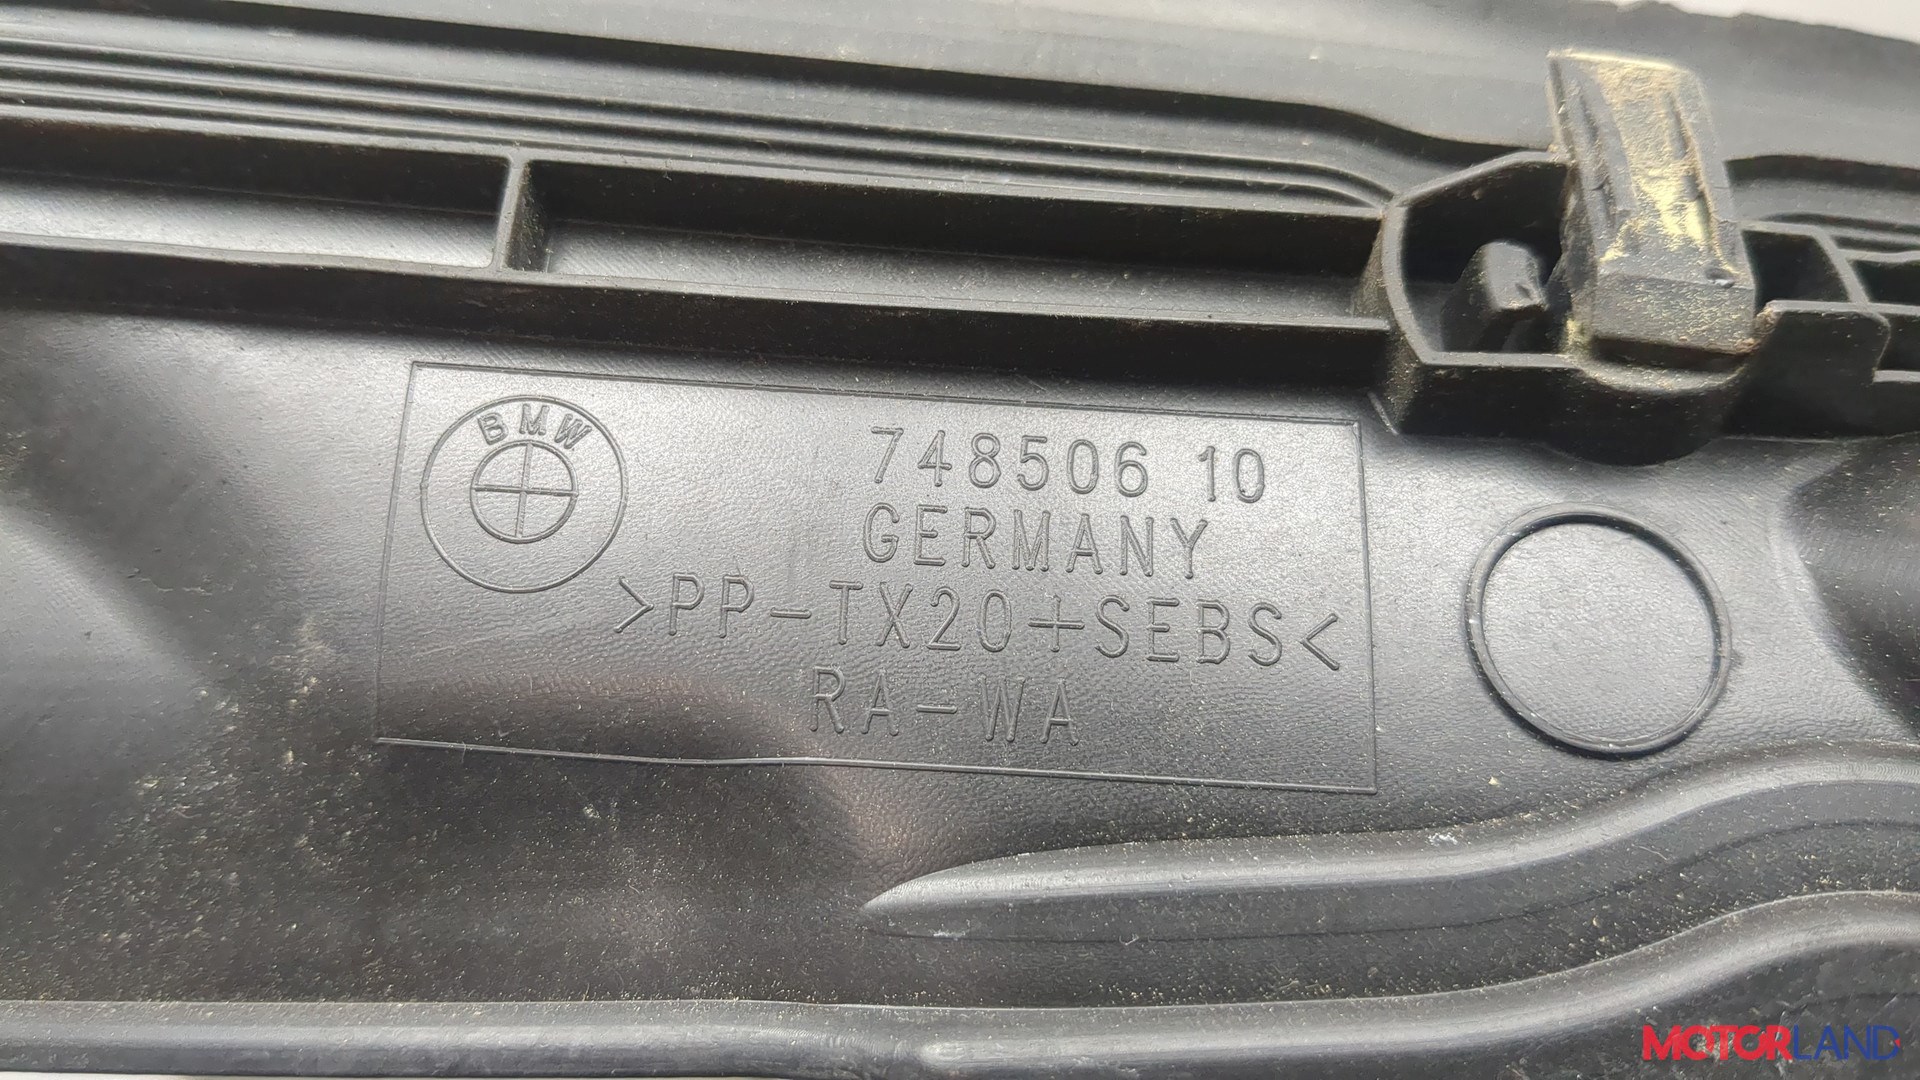 BMW
748506 10
GERMANY
>PP-TX20+SEBS<
RA-WA
MOTORLAND